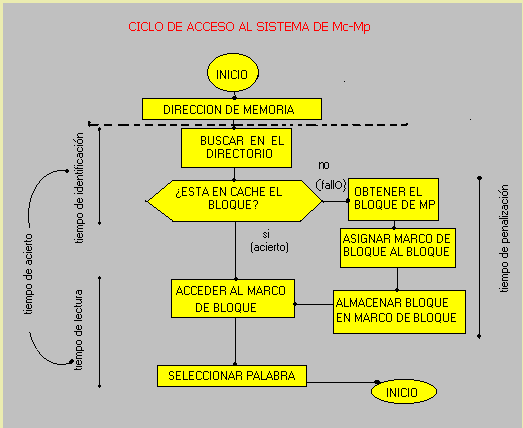 CICLO DE ACCESO AL SISTEMA DE Mc-Mp
INICIO
DIRECCION DE MEMORIA
BUSCAR EN EL
DIRECTORIO
no
(fallO)
¿ESTA EN CACHE EL
BLOQUE?
OBTENER EL
BLOQUE DE MP
si
(acierto)
ASIGNAR MARCO DE
BLOQUE AL BLOQUE
ACCEDER AL MARCO
DE BLOQUE
ALMACENAR BLOQUE
EN MARCO DE BLOQUE
SELECCIONAR PALABRA
INICIO
tiempo de acierto
tiempo de identificación
tiempo de lectura
tiempo de penalización